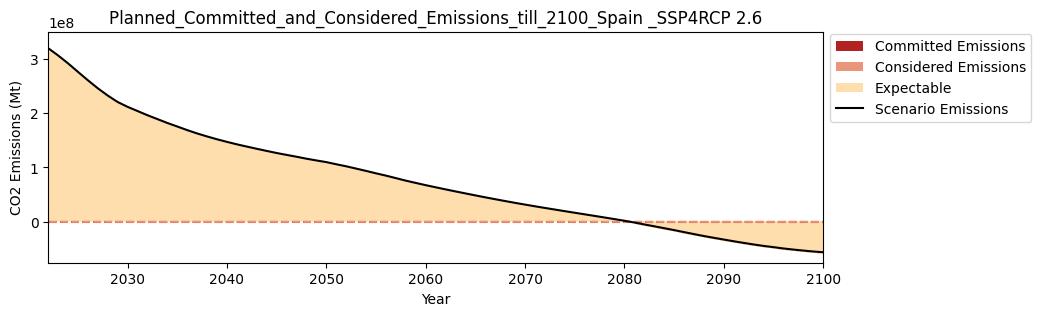 Planned_Committed_and_Considered_Emissions_till_2100_Spain _SSP4RCP 2.6
1e8
Committed Emissions
Considered Emissions
Expectable
Scenario Emissions
CO2 Emissions (Mt)
3
2
1
0
2030 2040 2050 2060 2070 2080 2090 2100
Year